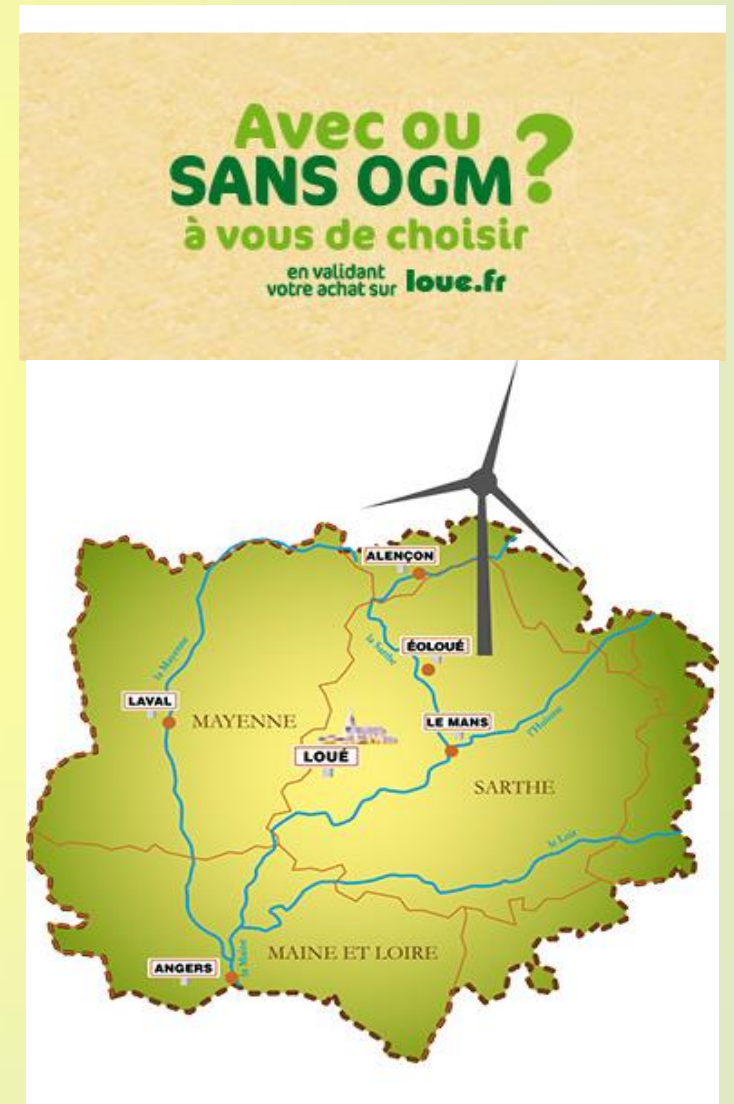 Avec ou
SANS OGM ?
à vous de choisir
en validant
votre achat sur loue.fr
ALENÇON
la Mayenne
la Sarthe
ÉOLOUÉ
LAVAL
MAYENNE
LE MANS
l'Huisne
LOUÉ
SARTHE
le Loir
MAINE ET LOIRE
ANGERS
la Maine